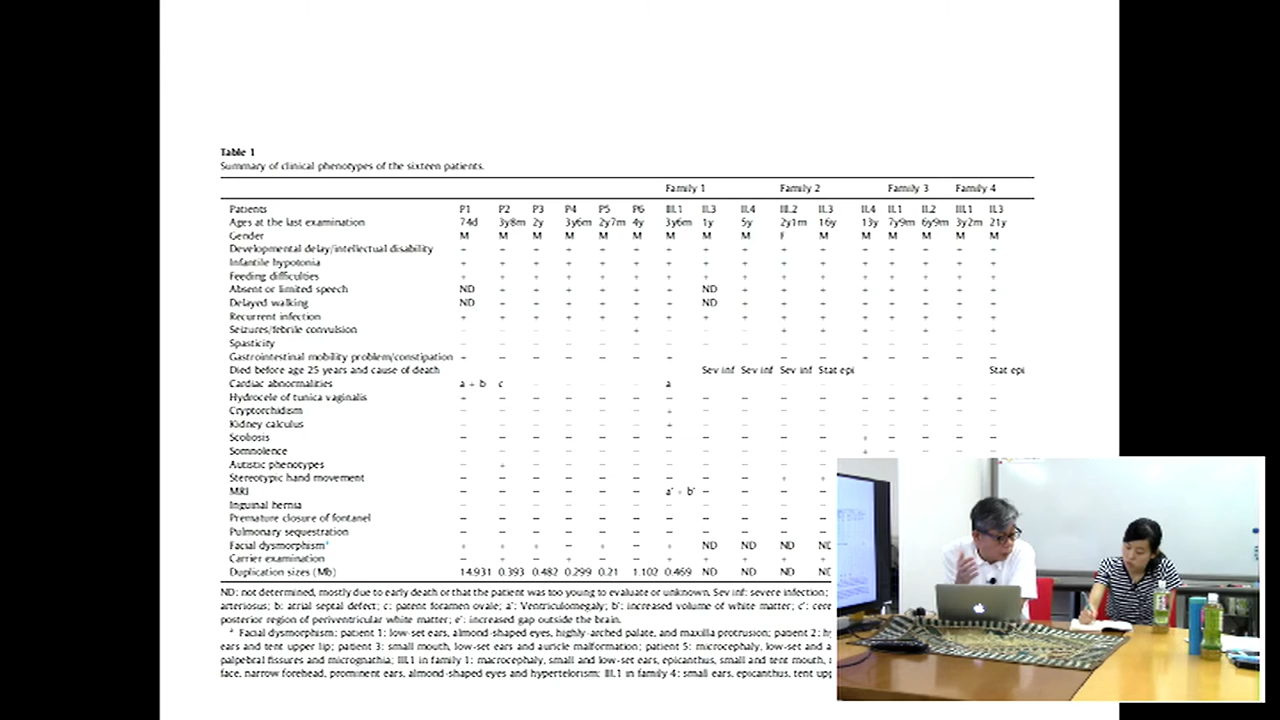 Table 1
Summary of clinical phenotypes of the sixteen patients.
Family 1 Family 2 Family 3 Family 4
Patients P1 P2 P3 P4 P5 P6 III.1 II.3 II.4 III.2 II.3 II.4 II.1 II.2 III.1 II.3
Ages at the last examination 74d 3y8m 2y 3y6m 2y7m 4y 3y6m 1y 5y 2y1m 16y 13y 7y9m 6y9m 3y2m 21y
Gender M M M M M M M M M F M M M M M M
Developmental delay/intellectual disability + + + + + + + + + + + + + + + +
Infantile hypotonia + + + + + + + + + + + + + + + +
Feeding difficulties + + + + + + + + + + + + + + + +
Absent or limited speech ND + + + + + + ND + + + + + + + +
Delayed walking ND + + + + + + ND + + + + + + + +
Recurrent infection + + + + + + + + + + + + + + + +
Seizures/febrile convulsion – – – – – + – – – + + + – + – +
Spasticity – – – – – – – – – – – – – – – –
Gastrointestinal mobility problem/constipation + – – – – – + – – + – – – –
Died before age 25 years and cause of death Sev inf Sev inf Sev inf Stat epi Stat epi
Cardiac abnormalities a + b c – – – – a – – – – – – – – –
Hydrocele of tunica vaginalis + – – – – – – – – – – – – + + –
Cryptorchidism – – – – – – + – – – – – – – – –
Kidney calculus – – – – – – + – – – – – – – – –
Scoliosis – – – – – – – – – – – + – – – –
Somnolence – – – – – – – – – – – + – – – –
Autistic phenotypes – + – – – – – – – – –
Stereotypic hand movement – – – – – – – – – + +
MRI – – – – – – a' + b' – – – –
Inguinal hernia – – – – – – – – – – –
Premature closure of fontanel – – – – – – – – – – –
Pulmonary sequestration – – – – – – – – – – –
Facial dysmorphism* + + + – + – + ND ND ND
Carrier examination – + – + – + + + + + +
Duplication sizes (Mb) 14.931 0.393 0.482 0.299 0.21 1.102 0.469 ND ND ND
ND: not determined, mostly due to early death or that the patient was too young to evaluate or unknown, Sev inf: severe infection;
arteriosus; b: atrial septal defect; c: patent foramen ovale; a': Ventriculomegaly; b': increased volume of white matter; c': cere
posterior region of periventricular white matter; e': increased gap outside the brain.
* Facial dysmorphism: patient 1: low-set ears, almond-shaped eyes, highly-arched palate, and maxilla protrusion; patient 2:
ears and tent upper lip; patient 3: small mouth, low-set ears and auricle malformation; patient 5: microcephaly, low-set and a
palpebral fissures and micrognathia; III.1 in family 1: macrocephaly, small and low-set ears, epicanthus, small and tent mouth,
face, narrow forehead, prominent ears, almond-shaped eyes and hypertelorism; III.1 in family 4: small ears, epicanthus, tent